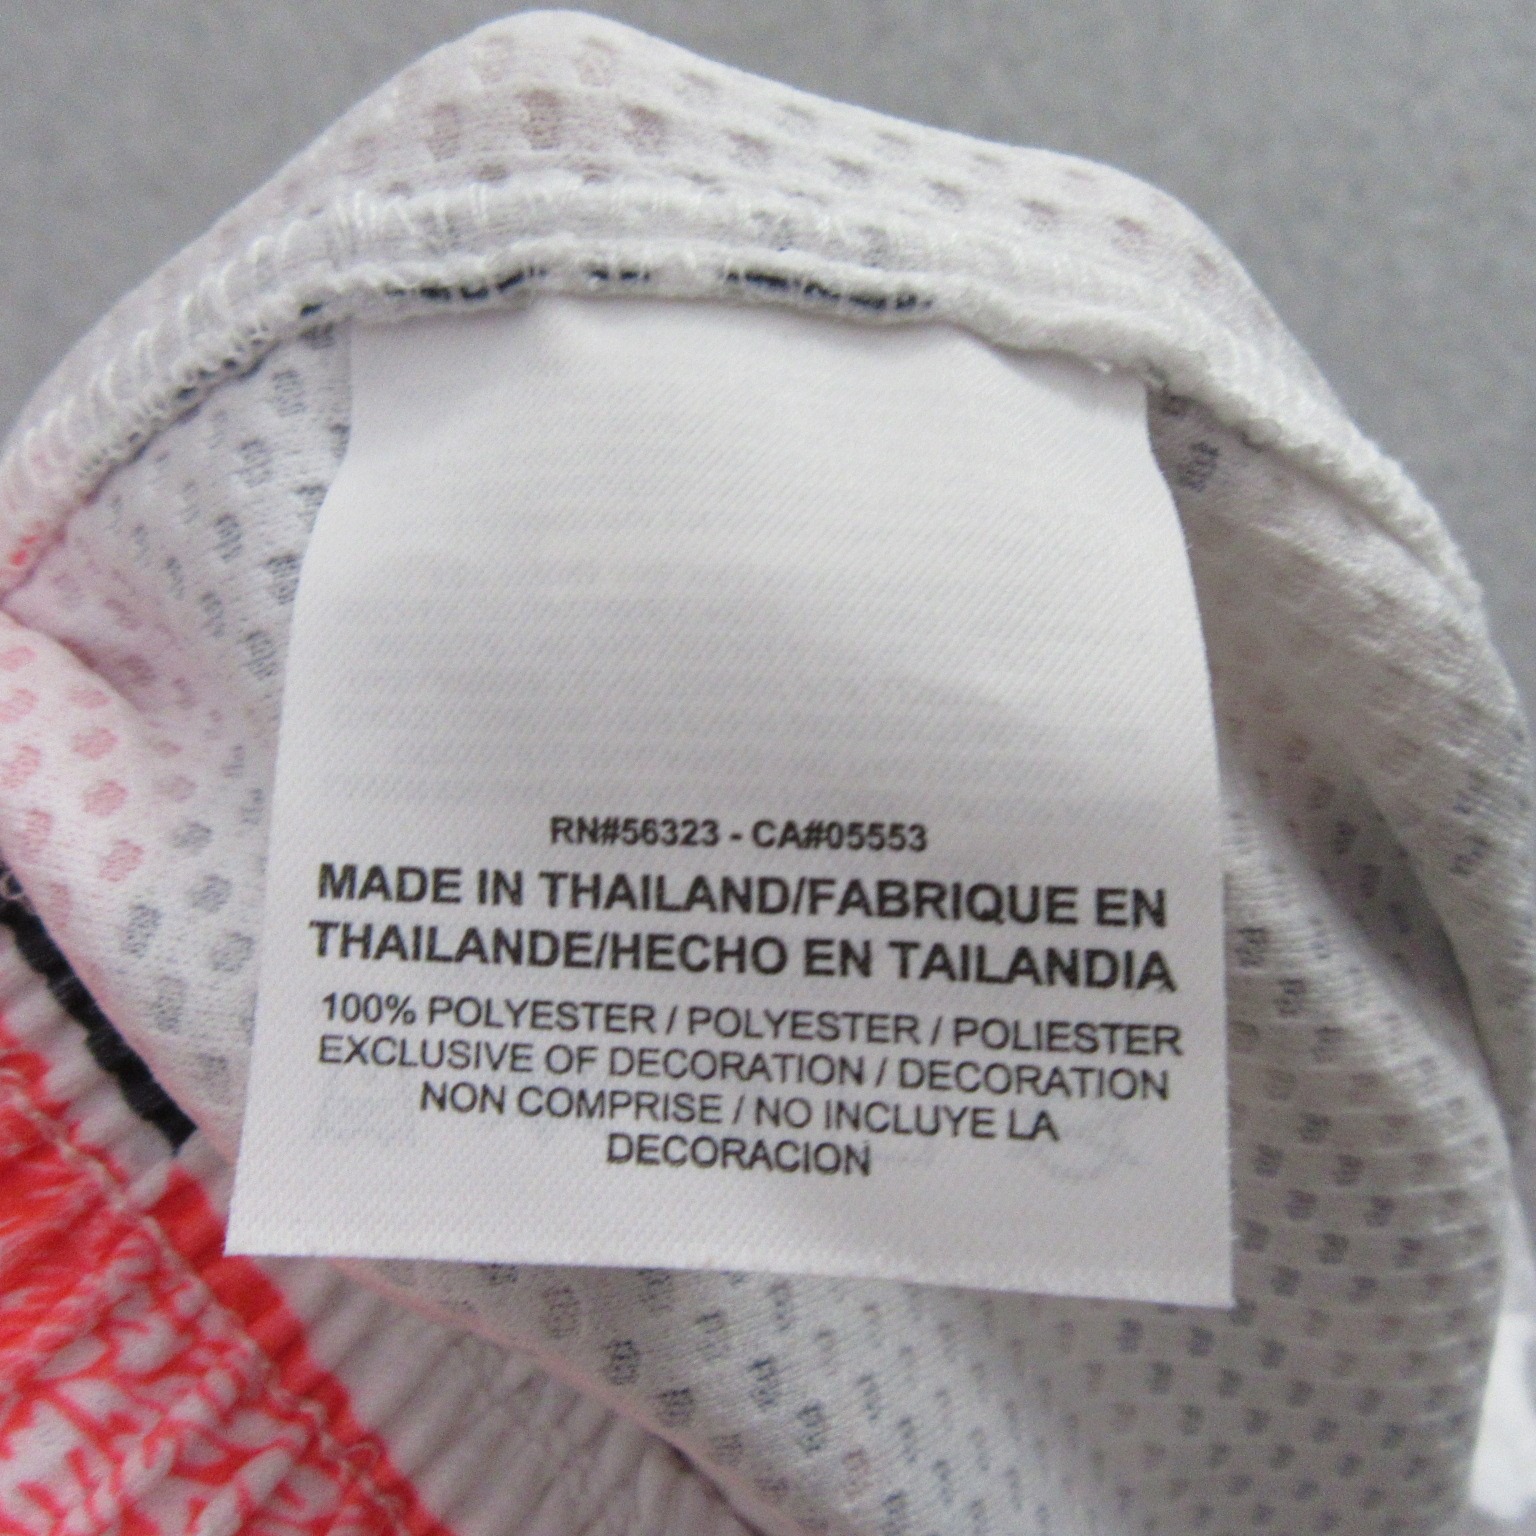 RN#56323 - CA#05553
MADE IN THAILAND/FABRIQUE EN
THAILANDE/HECHO EN TAILANDIA
100% POLYESTER / POLYESTER / POLIESTER
EXCLUSIVE OF DECORATION / DECORATION
NON COMPRISE / NO INCLUYE LA
DECORACION